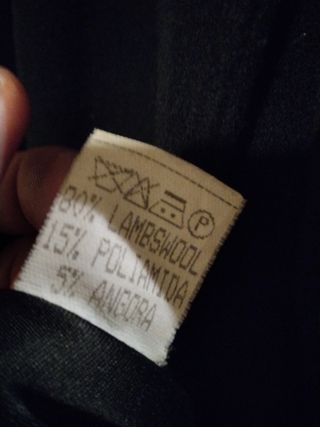 P
80% LAMBSWOOL
15% POLIAMIDA
5% ANGORA